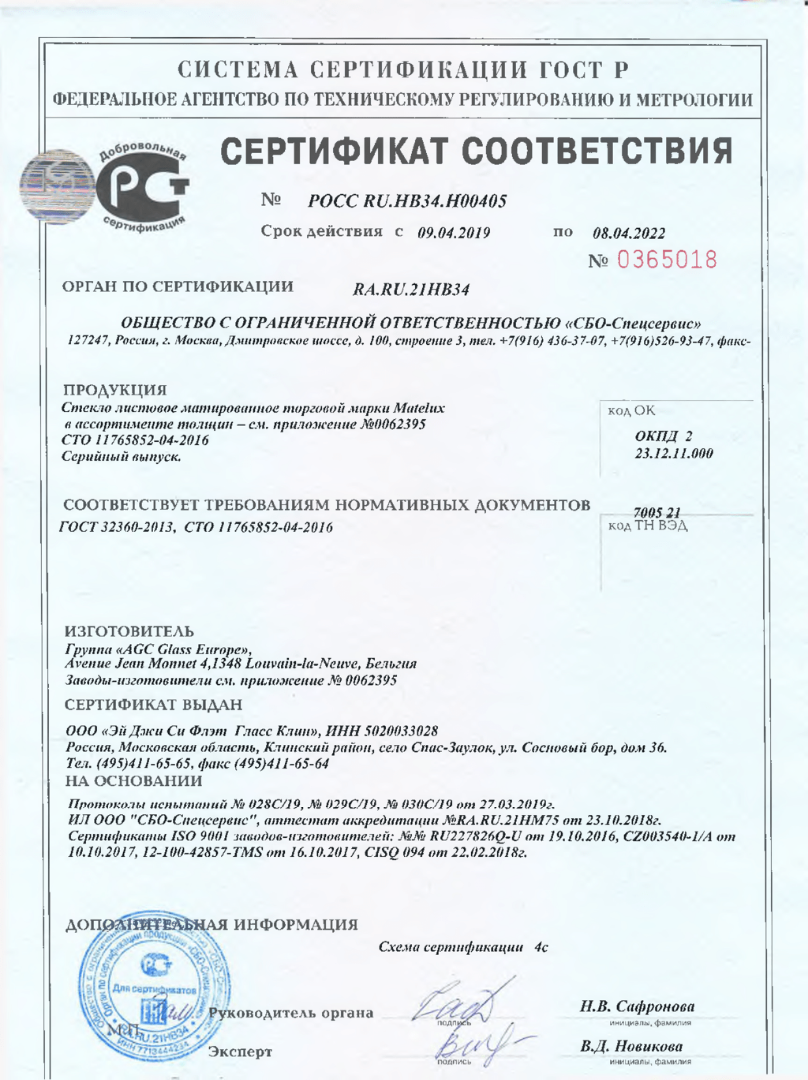 СИСТЕМА СЕРТИФИКАЦИИ ГОСТ Р
ФЕДЕРАЛЬНОЕ АГЕНТСТВО ПО ТЕХНИЧЕСКОМУ РЕГУЛИРОВАНИЮ И МЕТРОЛОГИИ
Добровольная
РСТ
сертификация
СЕРТИФИКАТ СООТВЕТСТВИЯ
№ РОСС RU.НВ34.Н00405
Срок действия с 09.04.2019 по 08.04.2022
№ 0365018
ОРГАН ПО СЕРТИФИКАЦИИ RA.RU.21НВ34
ОБЩЕСТВО С ОГРАНИЧЕННОЙ ОТВЕТСТВЕННОСТЬЮ «СБО-Спецсервис»
127247, Россия, г. Москва, Дмитровское шоссе, д. 100, строение 3, тел. +7(916) 436-37-07, +7(916)526-93-47, факс-
ПРОДУКЦИЯ
Стекло листовое матированное торговой марки Matelux
в ассортименте толщин – см. приложение №0062395
СТО 11765852-04-2016
Серийный выпуск.
код ОК
ОКПД 2
23.12.11.000
СООТВЕТСТВУЕТ ТРЕБОВАНИЯМ НОРМАТИВНЫХ ДОКУМЕНТОВ
ГОСТ 32360-2013, СТО 11765852-04-2016
7005 21
код ТН ВЭД
ИЗГОТОВИТЕЛЬ
Группа «AGC Glass Europe»,
Avenue Jean Monnet 4,1348 Louvain-la-Neuve, Бельгия
Заводы-изготовители см. приложение № 0062395
СЕРТИФИКАТ ВЫДАН
ООО «Эй Джи Си Флэт Гласс Клин», ИНН 5020033028
Россия, Московская область, Клинский район, село Спас-Заулок, ул. Сосновый бор, дом 36.
Тел. (495)411-65-65, факс (495)411-65-64
НА ОСНОВАНИИ
Протоколы испытаний № 028С/19, № 029С/19, № 030С/19 от 27.03.2019г.
ИЛ ООО "СБО-Спецсервис", аттестат аккредитации №RA.RU.21НМ75 от 23.10.2018г.
Сертификаты ISO 9001 заводов-изготовителей: №№ RU227826Q-U от 19.10.2016, CZ003540-1/A от
10.10.2017, 12-100-42857-TMS от 16.10.2017, CISQ 094 от 22.02.2018г.
ДОПОЛНИТЕЛЬНАЯ ИНФОРМАЦИЯ
Схема сертификации 4с
Для сертификатов
RA.RU.21НВ34
ИНН 7713444234
М.П.
Руководитель органа
подпись
Н.В. Сафронова
инициалы, фамилия
Эксперт
подпись
В.Д. Новикова
инициалы, фамилия